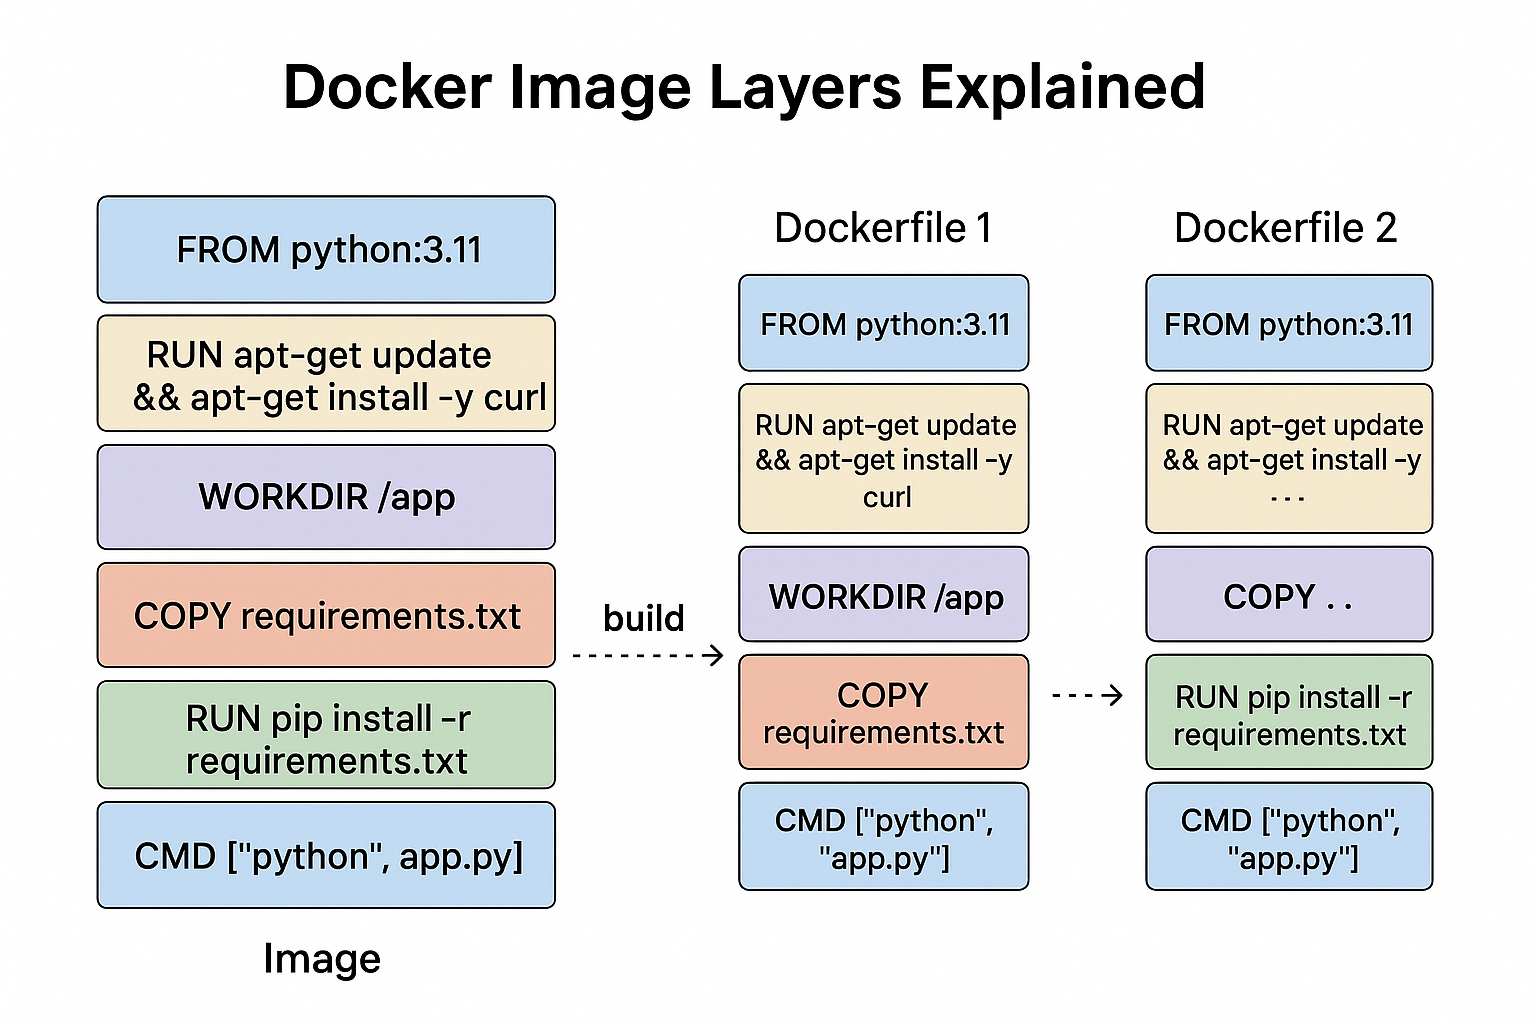 Docker Image Layers Explained
FROM python:3.11
RUN apt-get update
&& apt-get install -y curl
WORKDIR /app
COPY requirements.txt
RUN pip install -r
requirements.txt
CMD ["python", app.py]
Image
build
Dockerfile 1
FROM python:3.11
RUN apt-get update
&& apt-get install -y
curl
WORKDIR /app
COPY
requirements.txt
CMD ["python",
"app.py"]
Dockerfile 2
FROM python:3.11
RUN apt-get update
&& apt-get install -y
---
COPY . .
RUN pip install -r
requirements.txt
CMD ["python",
"app.py"]